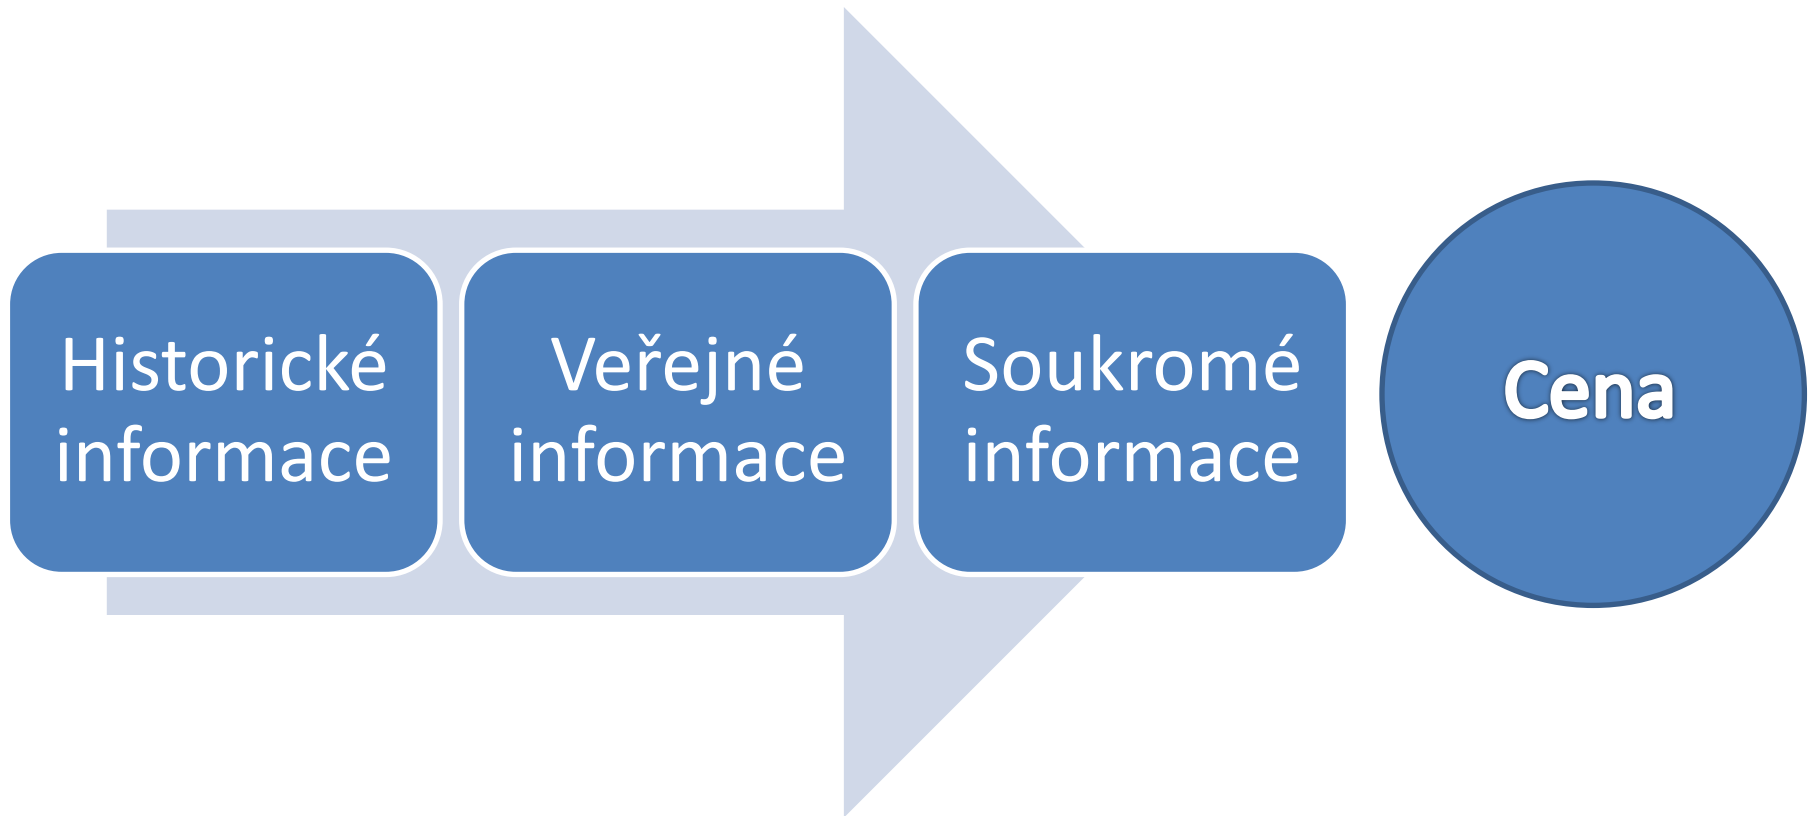 Historické
informace
Veřejné
informace
Soukromé
informace
Cena